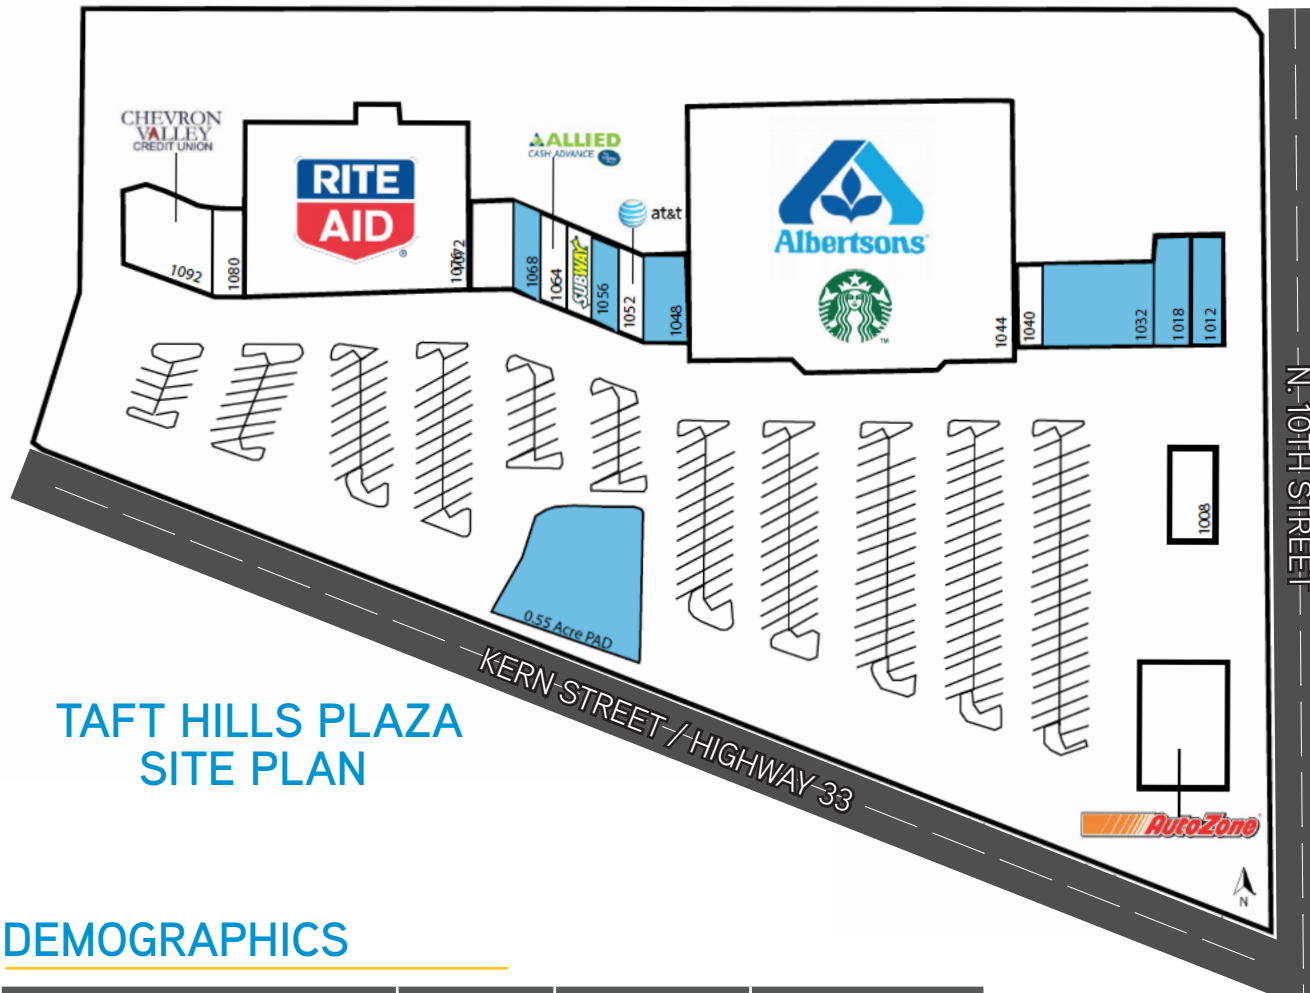 CHEVRON
VALLEY
CREDIT UNION
RITE
AID
®
ALLIED
CASH ADVANCE
at&t
Albertsons
TM
SUBWAY
1092
1080
1072
1068
1064
1056
1052
1048
1044
1040
1032
1018
1012
1008
0.55 Acre PAD
N. 10TH STREET
KERN STREET / HIGHWAY 33
TAFT HILLS PLAZA
SITE PLAN
AutoZone
N
DEMOGRAPHICS